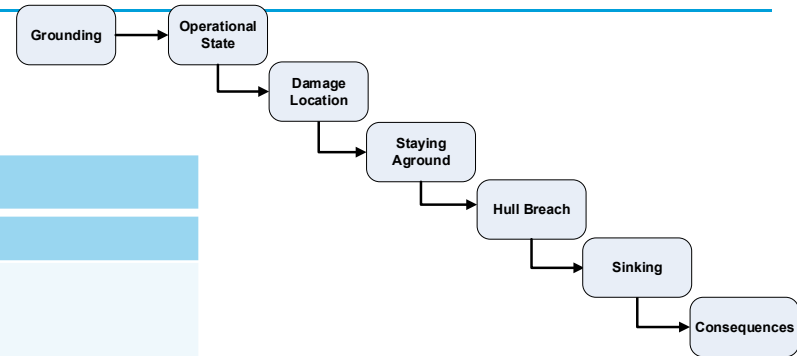 Grounding
Operational
State
Damage
Location
Staying
Aground
Hull Breach
Sinking
Consequences